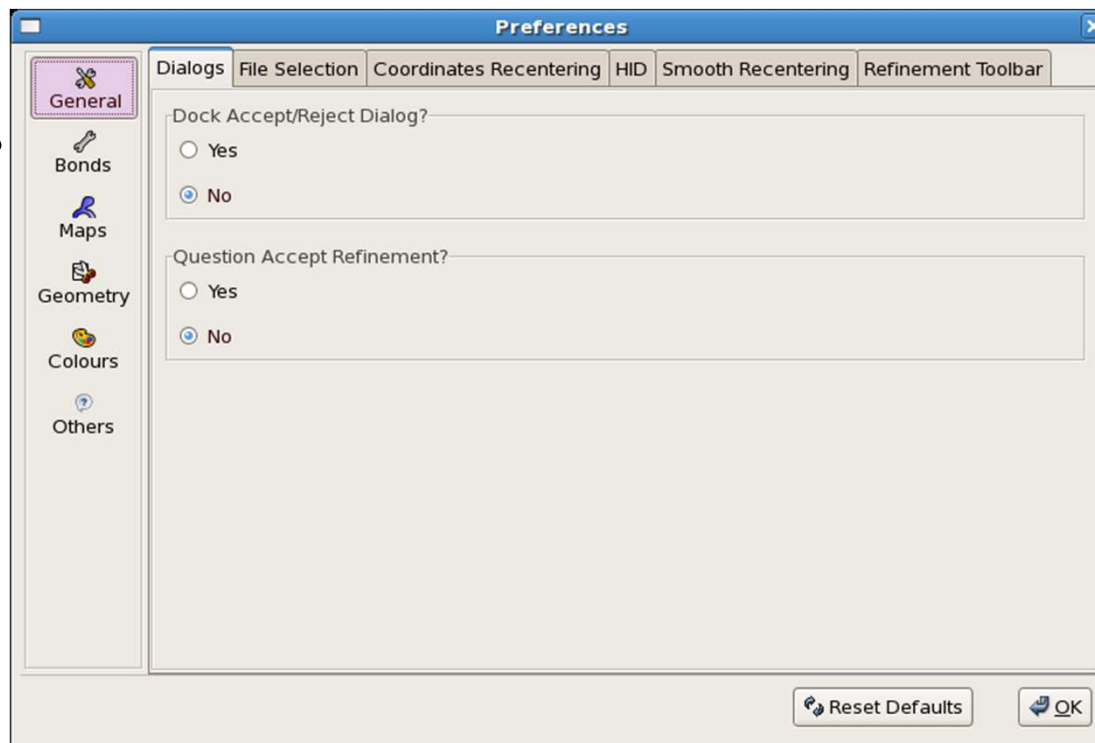 Preferences
General
Bonds
Maps
Geometry
Colours
Others
Dialogs File Selection Coordinates Recentering HID Smooth Recentering Refinement Toolbar
Dock Accept/Reject Dialog?
Yes
No
Question Accept Refinement?
Yes
No
Reset Defaults OK